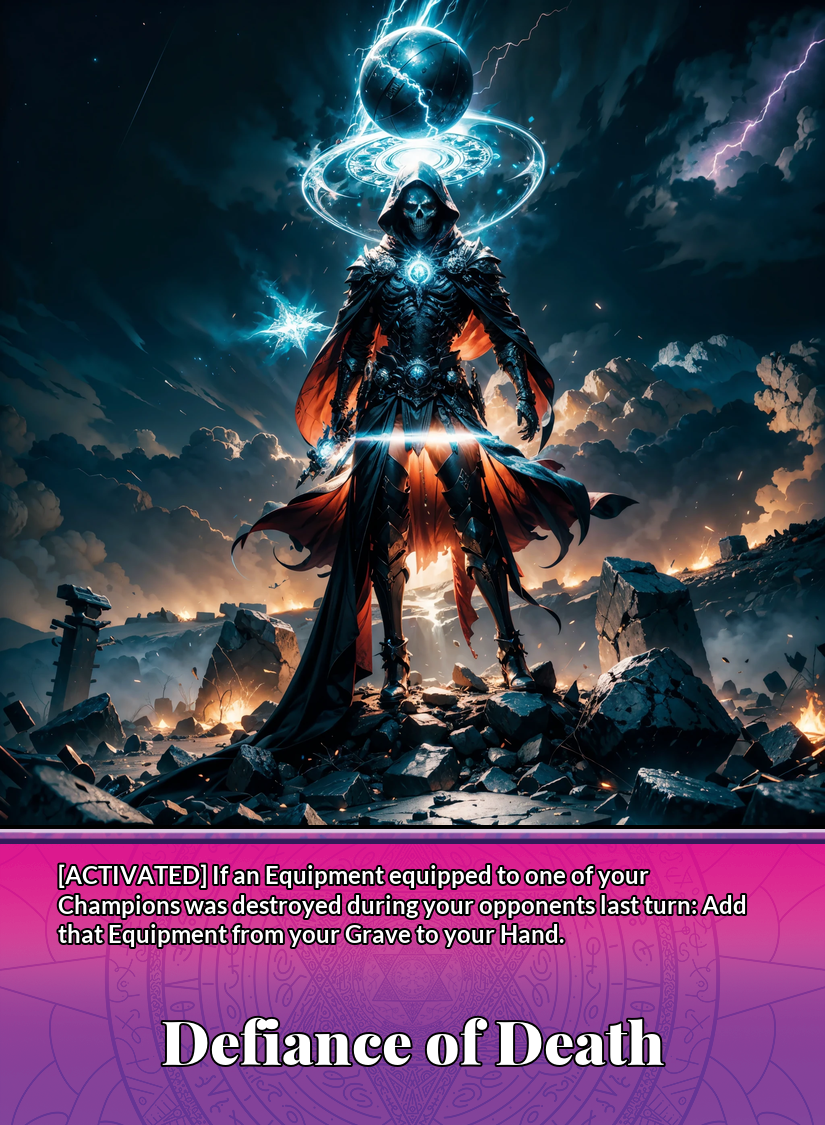 [ACTIVATED] If an Equipment equipped to one of your
Champions was destroyed during your opponents last turn: Add
that Equipment from your Grave to your Hand.
Defiance of Death